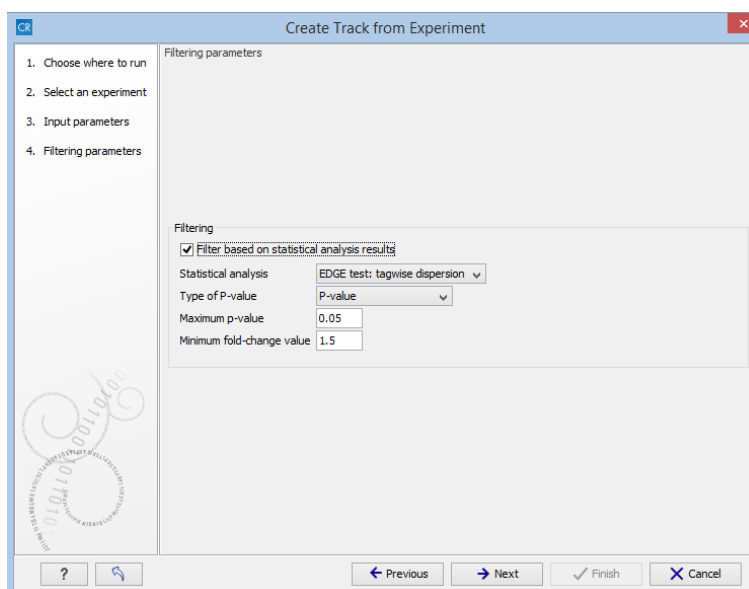 CR
Create Track from Experiment
1. Choose where to run
2. Select an experiment
3. Input parameters
4. Filtering parameters
Filtering parameters
Filtering
Filter based on statistical analysis results
Statistical analysis EDGE test: tagwise dispersion
Type of P-value P-value
Maximum p-value 0.05
Minimum fold-change value 1.5
? Previous Next Finish Cancel